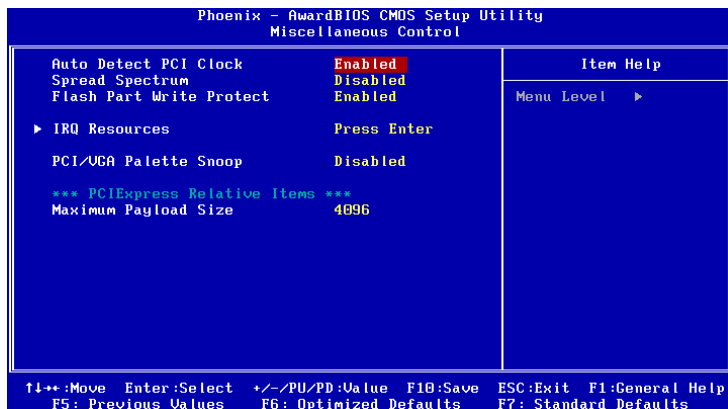 Phoenix - AwardBIOS CMOS Setup Utility
Miscellaneous Control
Auto Detect PCI Clock Enabled
Spread Spectrum Disabled
Flash Part Write Protect Enabled
▶ IRQ Resources Press Enter
PCI/VGA Palette Snoop Disabled
*** PCIExpress Relative Items ***
Maximum Payload Size 4096
Item Help
Menu Level ▶
↑↓→←:Move Enter:Select +/-/PU/PD:Value F10:Save ESC:Exit F1:General Help
F5: Previous Values F6: Optimized Defaults F7: Standard Defaults